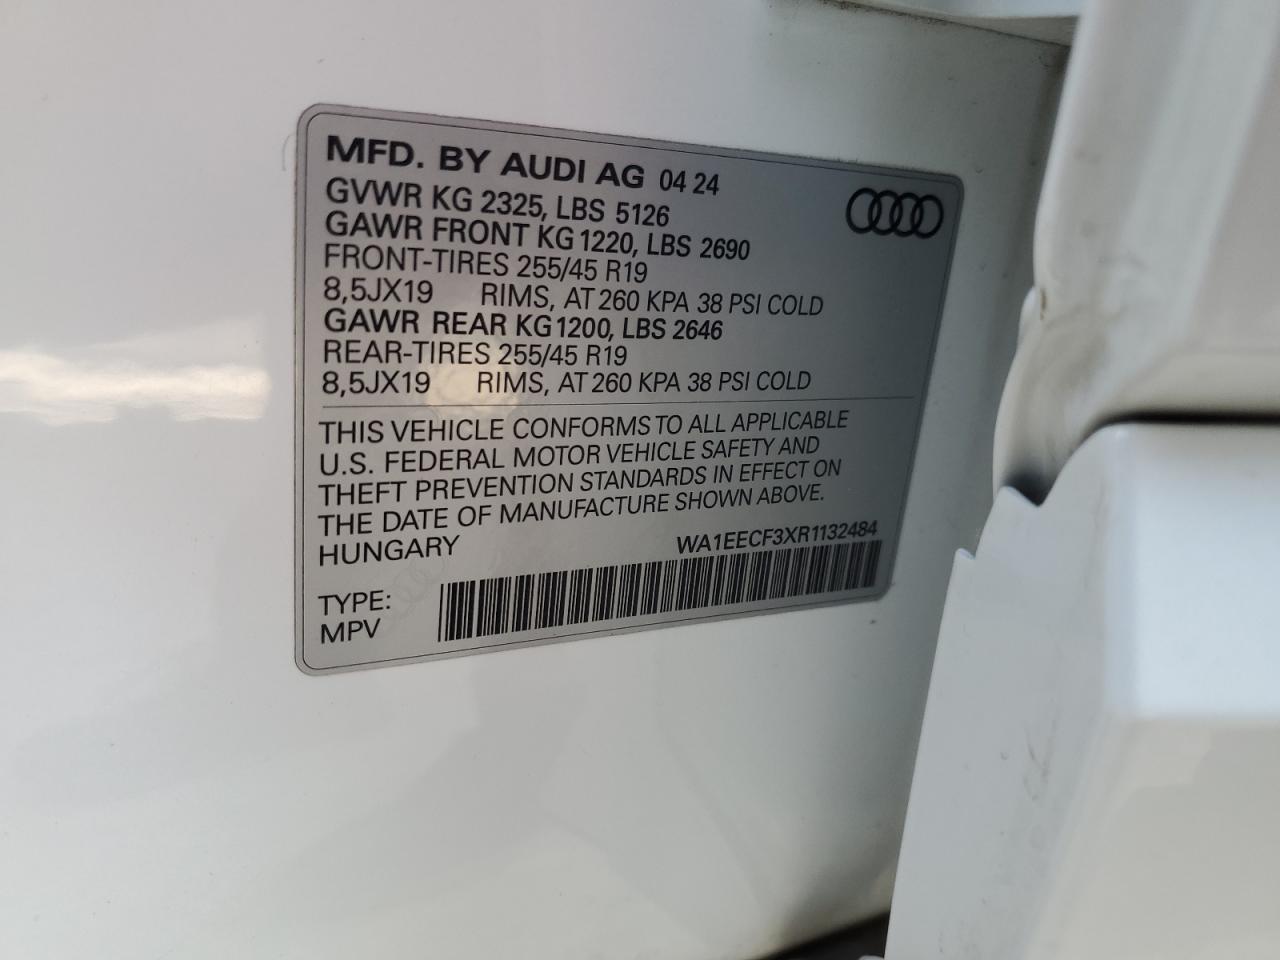 MFD. BY AUDI AG 04 24
GVWR KG 2325, LBS 5126
GAWR FRONT KG 1220, LBS 2690
FRONT-TIRES 255/45 R19
8,5JX19 RIMS, AT 260 KPA 38 PSI COLD
GAWR REAR KG 1200, LBS 2646
REAR-TIRES 255/45 R19
8,5JX19 RIMS, AT 260 KPA 38 PSI COLD
THIS VEHICLE CONFORMS TO ALL APPLICABLE
U.S. FEDERAL MOTOR VEHICLE SAFETY AND
THEFT PREVENTION STANDARDS IN EFFECT ON
THE DATE OF MANUFACTURE SHOWN ABOVE.
HUNGARY WA1EECF3XR1132484
TYPE:
MPV